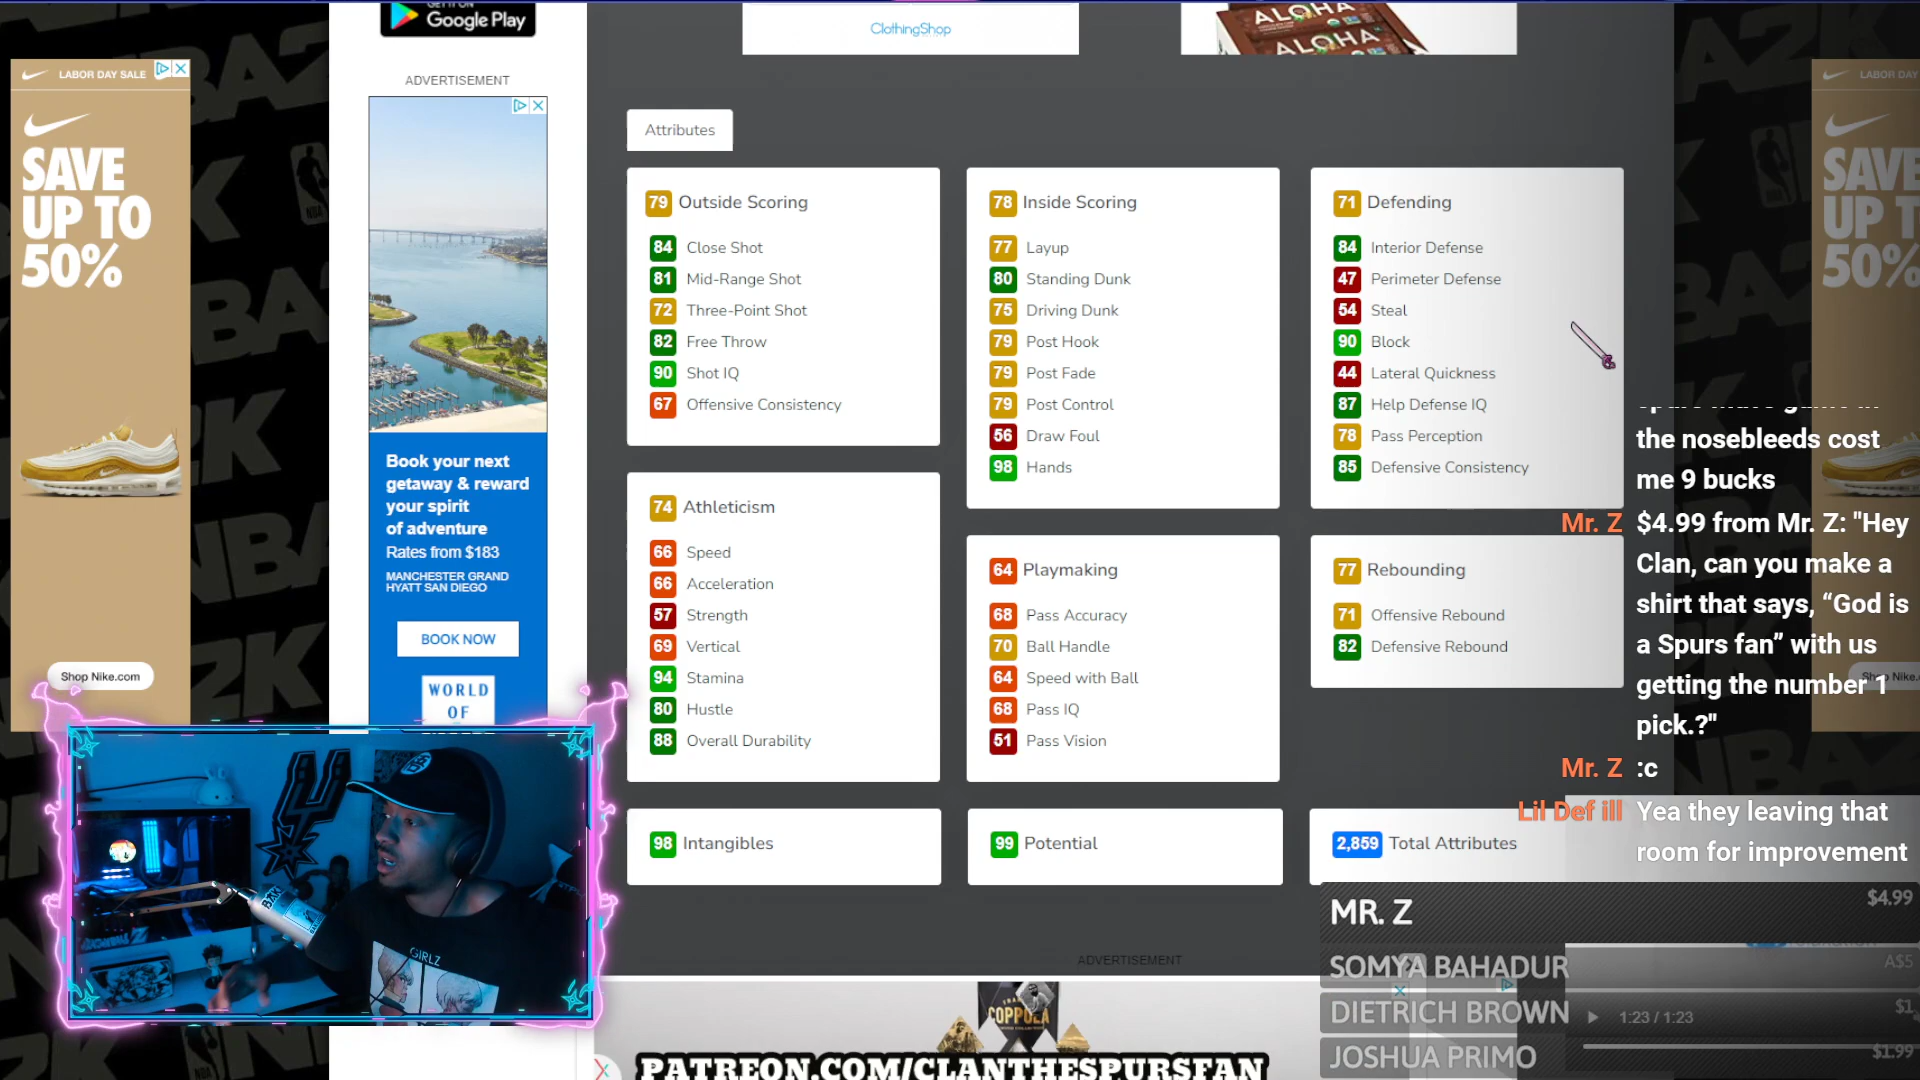 GET IT ON
Google Play
ClothingShop
ALOHA
ALOHA
ADVERTISEMENT
LABOR DAY SALE
SAVE
UP TO
50%
Shop Nike.com
Book your next
getaway & reward
your spirit
of adventure
Rates from $183
MANCHESTER GRAND
HYATT SAN DIEGO
BOOK NOW
WORLD
OF
Attributes
79 Outside Scoring
84 Close Shot
81 Mid-Range Shot
72 Three-Point Shot
82 Free Throw
90 Shot IQ
67 Offensive Consistency
74 Athleticism
66 Speed
66 Acceleration
57 Strength
69 Vertical
94 Stamina
80 Hustle
88 Overall Durability
98 Intangibles
78 Inside Scoring
77 Layup
80 Standing Dunk
75 Driving Dunk
79 Post Hook
79 Post Fade
79 Post Control
56 Draw Foul
98 Hands
64 Playmaking
68 Pass Accuracy
70 Ball Handle
64 Speed with Ball
68 Pass IQ
51 Pass Vision
99 Potential
71 Defending
84 Interior Defense
47 Perimeter Defense
54 Steal
90 Block
44 Lateral Quickness
87 Help Defense IQ
78 Pass Perception
85 Defensive Consistency
77 Rebounding
71 Offensive Rebound
82 Defensive Rebound
2,859 Total Attributes
LABOR DAY
SAVE
UP T
50%
the nosebleeds cost
me 9 bucks
Mr. Z $4.99 from Mr. Z: "Hey
Clan, can you make a
shirt that says, “God is
a Spurs fan” with us
getting the number 1
pick.?"
Mr. Z :c
Lil Def ill Yea they leaving that
room for improvement
Shop Nike.
MR. Z $4.99
SOMYA BAHADUR A$5
DIETRICH BROWN $1
1:23 / 1:23
JOSHUA PRIMO $1.99
ADVERTISEMENT
COPPOLA
PATREON.COM/CLANTHESPURSFAN
GIRLZ